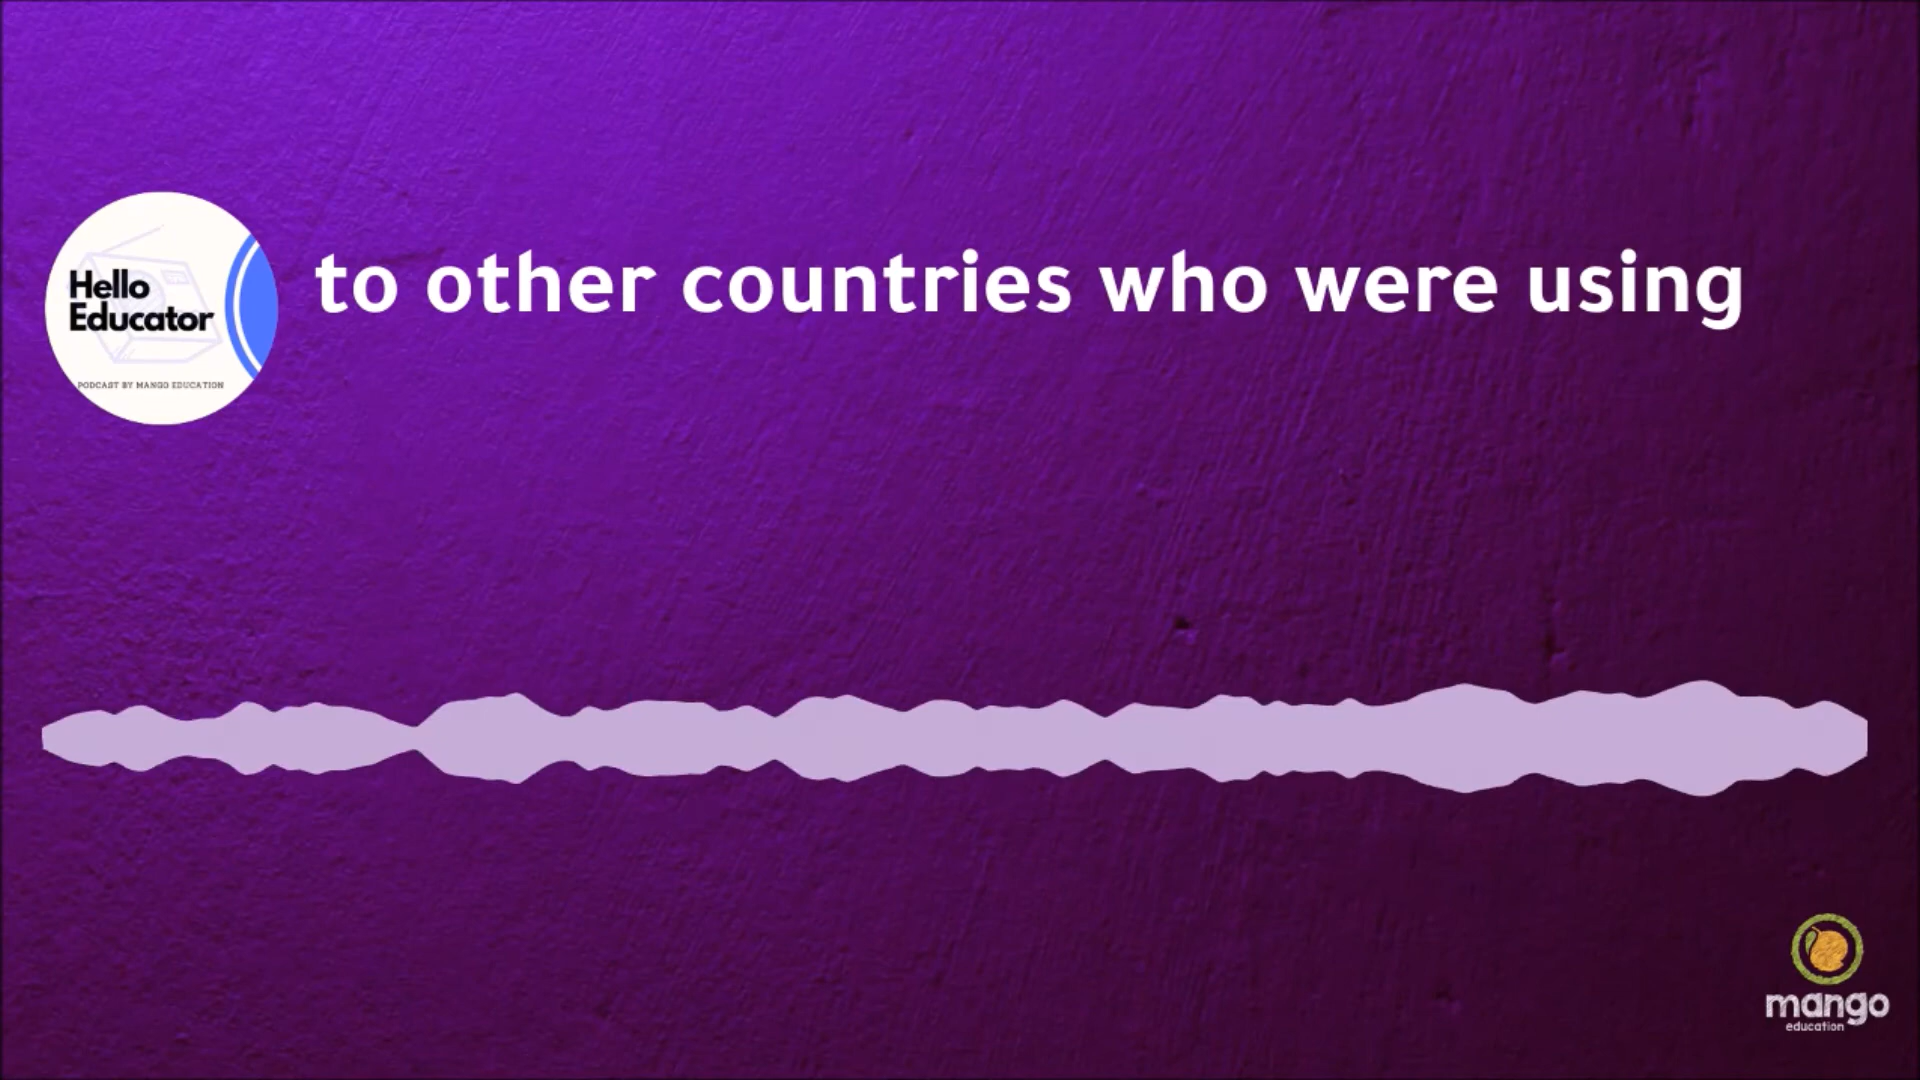 Hello
Educator
PODCAST BY MANGO EDUCATION
to other countries who were using
mango
education